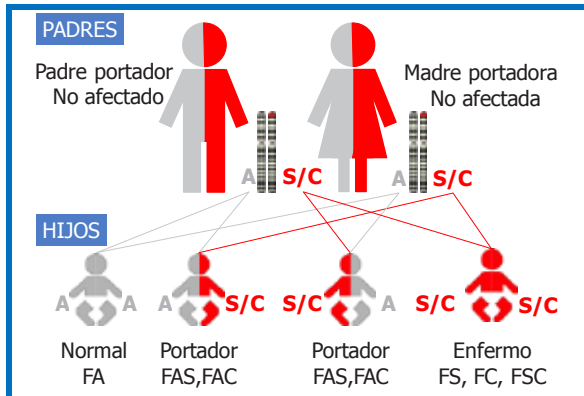 PADRES
Padre portador
No afectado
Madre portadora
No afectada
A S/C A S/C
HIJOS
A A S/C S/C A S/C S/C
Normal Portador Portador Enfermo
FA FAS,FAC FAS,FAC FS, FC, FSC